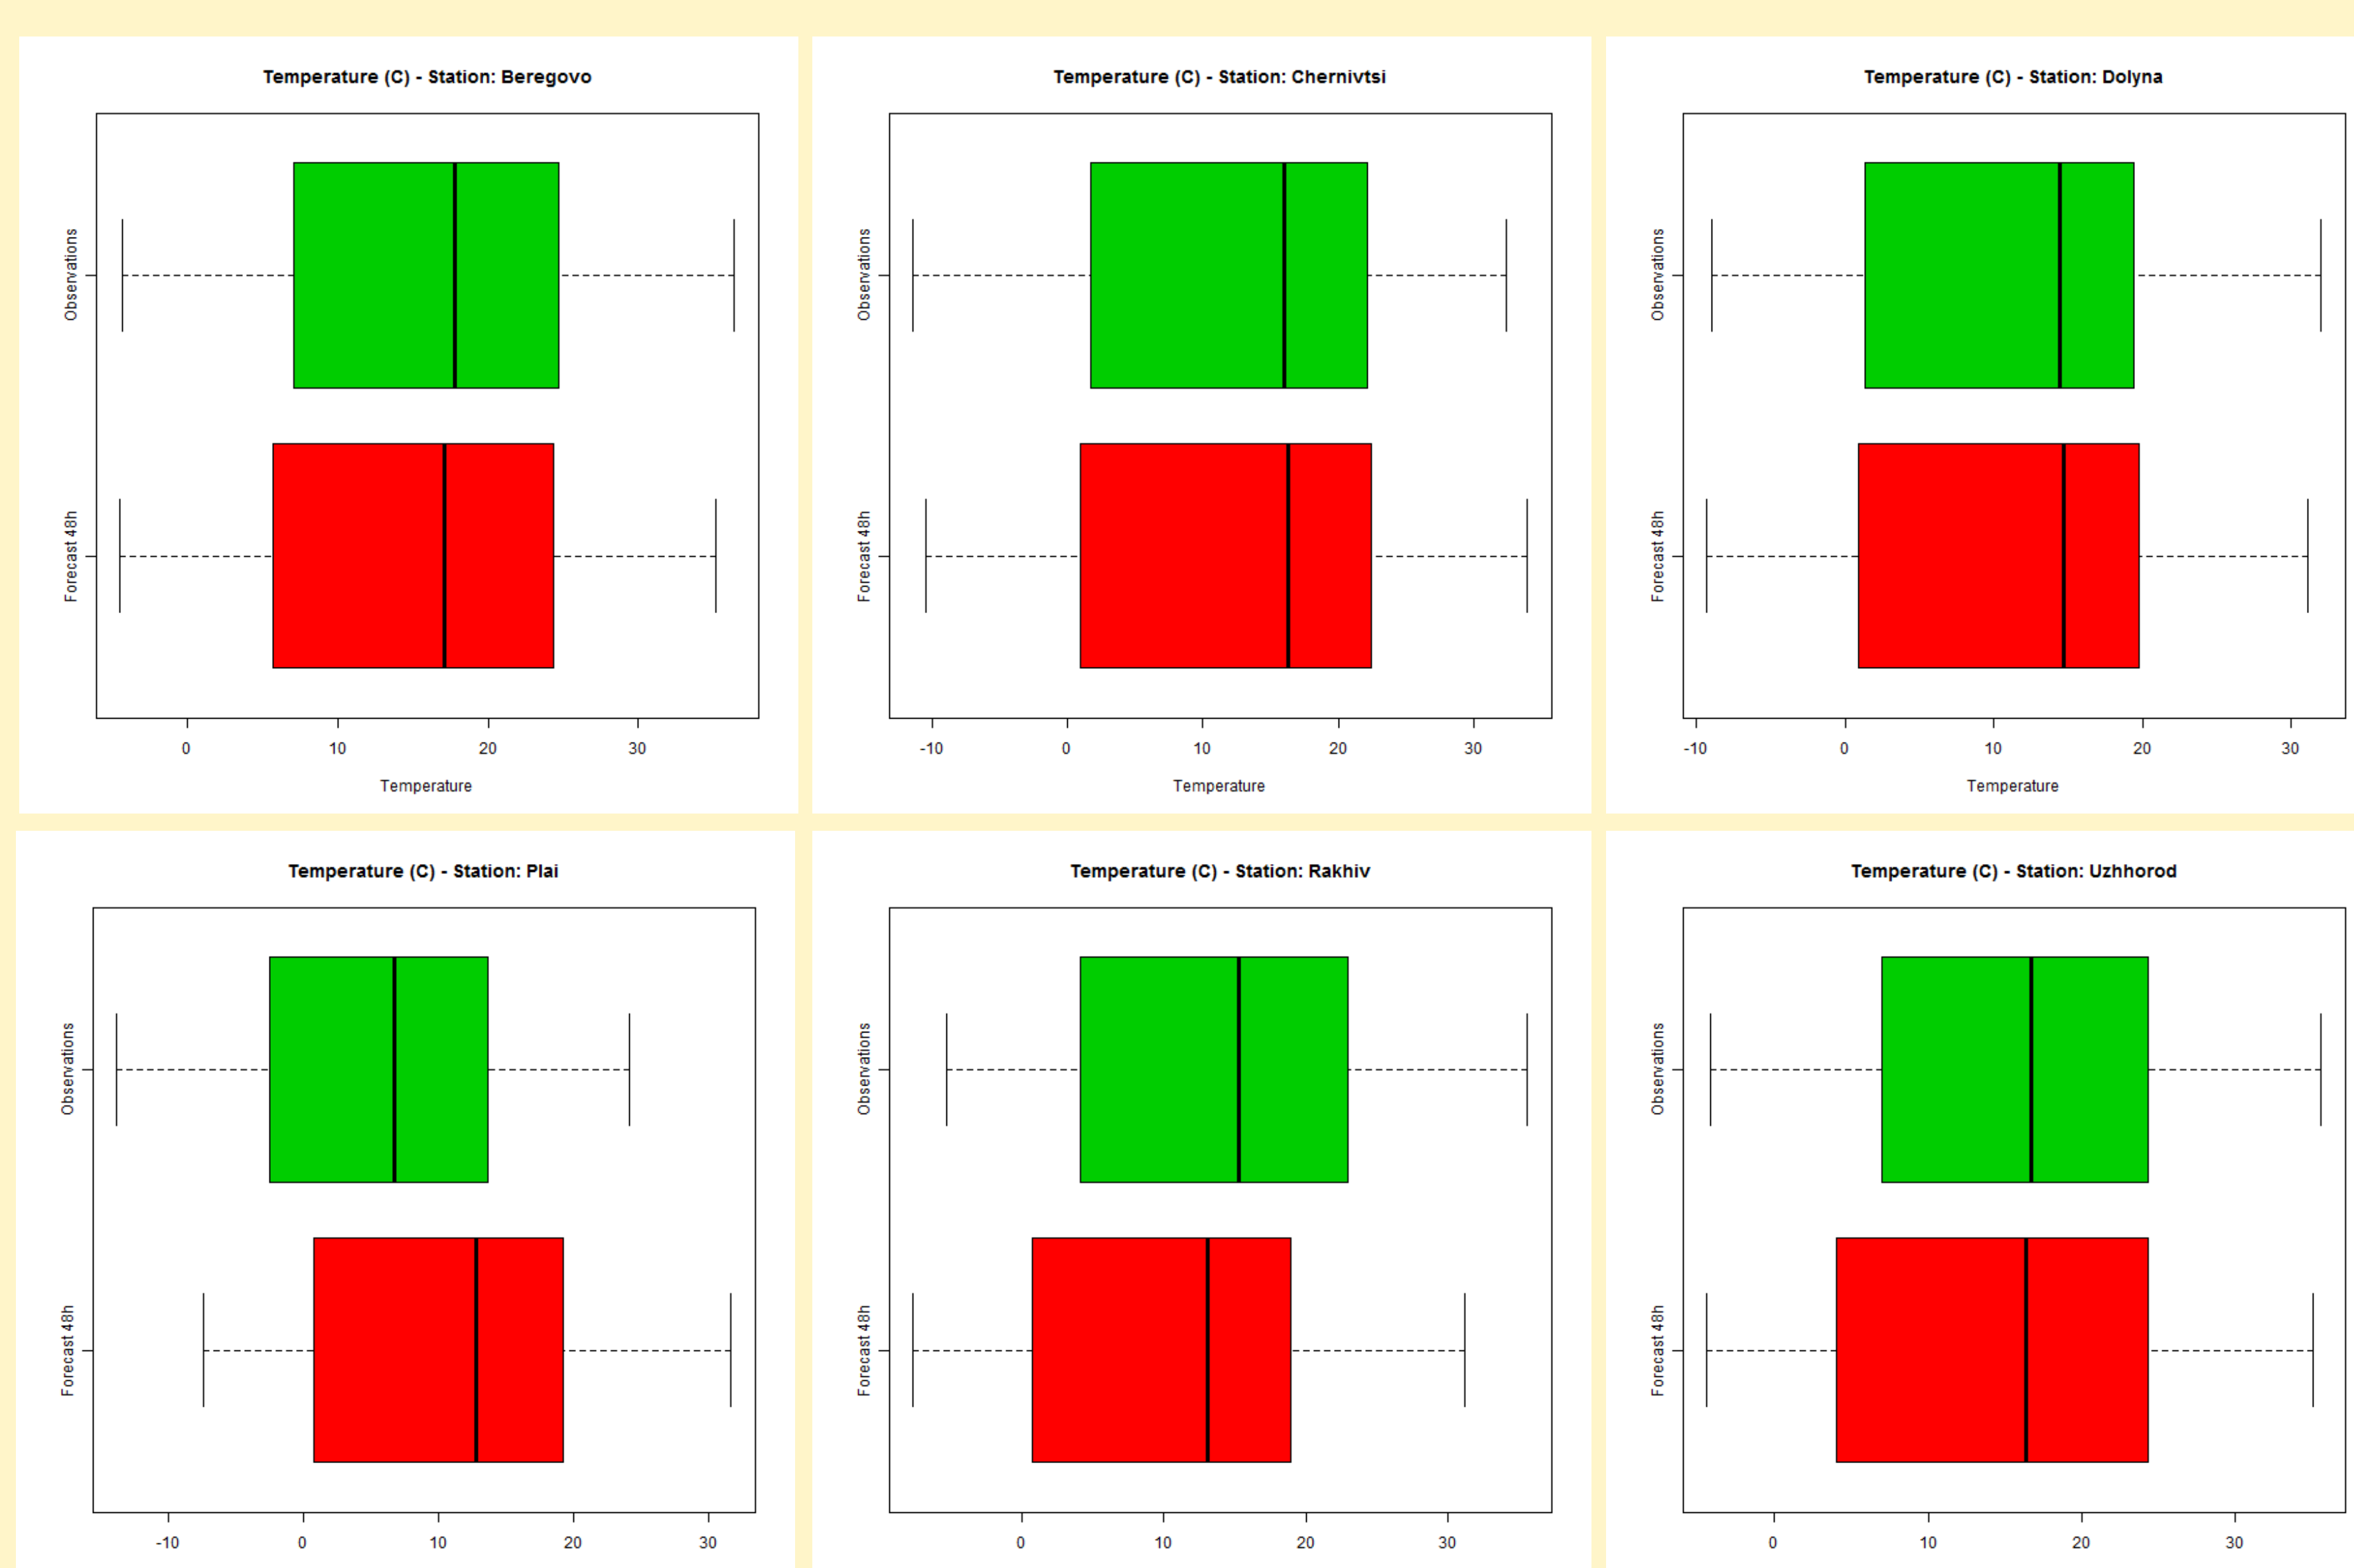 Temperature (C) - Station: Beregovo
Observations
Forecast 48h
0 10 20 30
Temperature
Temperature (C) - Station: Chernivtsi
Observations
Forecast 48h
-10 0 10 20 30
Temperature
Temperature (C) - Station: Dolyna
Observations
Forecast 48h
-10 0 10 20 30
Temperature
Temperature (C) - Station: Plai
Observations
Forecast 48h
-10 0 10 20 30
Temperature (C) - Station: Rakhiv
Observations
Forecast 48h
0 10 20 30
Temperature (C) - Station: Uzhhorod
Observations
Forecast 48h
0 10 20 30